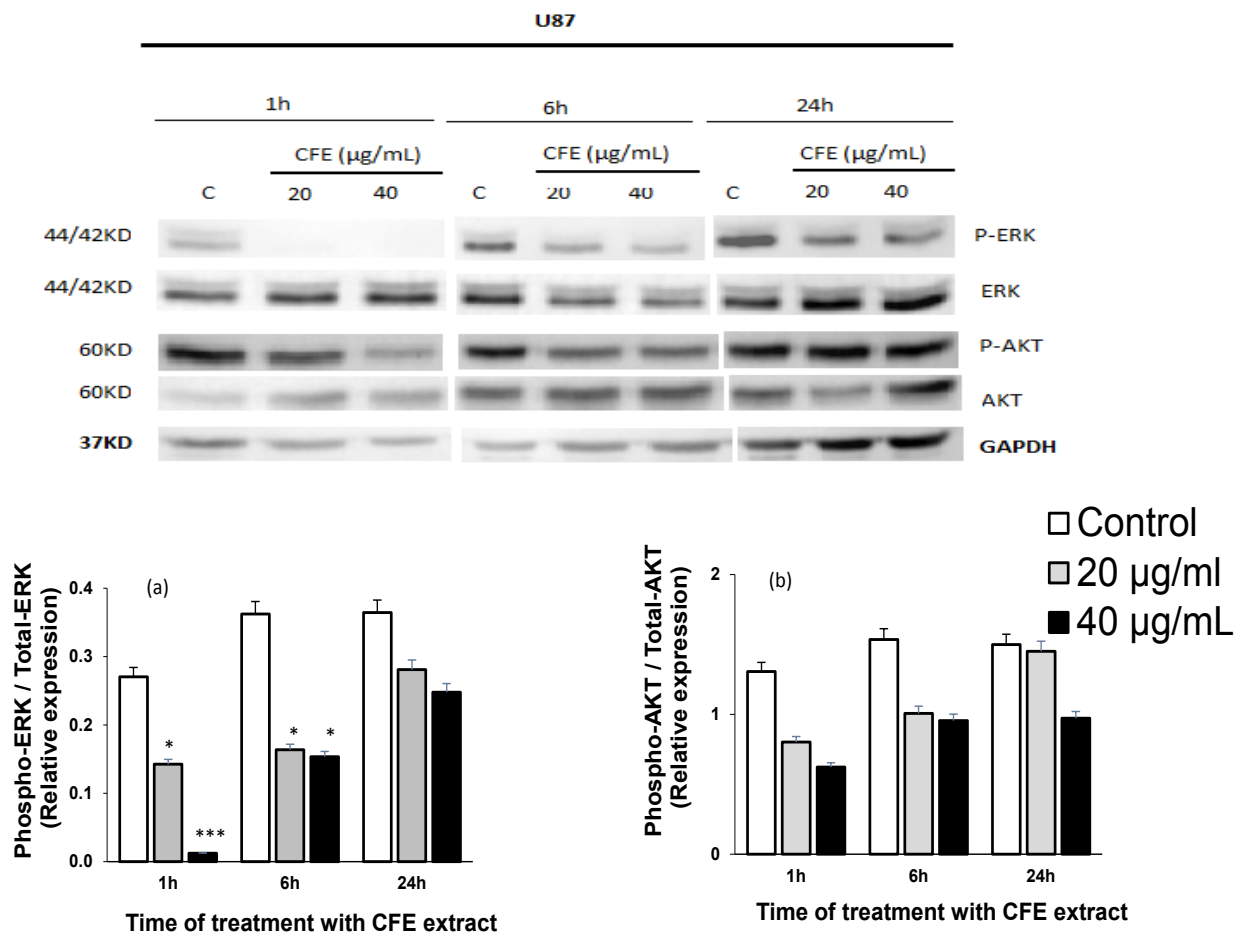 U87
1h 6h 24h
CFE (µg/mL) CFE (µg/mL) CFE (µg/mL)
C 20 40 C 20 40 C 20 40
44/42KD P-ERK
44/42KD ERK
60KD P-AKT
60KD AKT
37KD GAPDH
Control
20 µg/ml
40 µg/mL
Phospho-ERK / Total-ERK
(Relative expression)
(a)
0.4
0.3
0.2
0.1
0.0
* *** * *
1h 6h 24h
Time of treatment with CFE extract
Phospho-AKT / Total-AKT
(Relative expression)
(b)
2
1
0
1h 6h 24h
Time of treatment with CFE extract